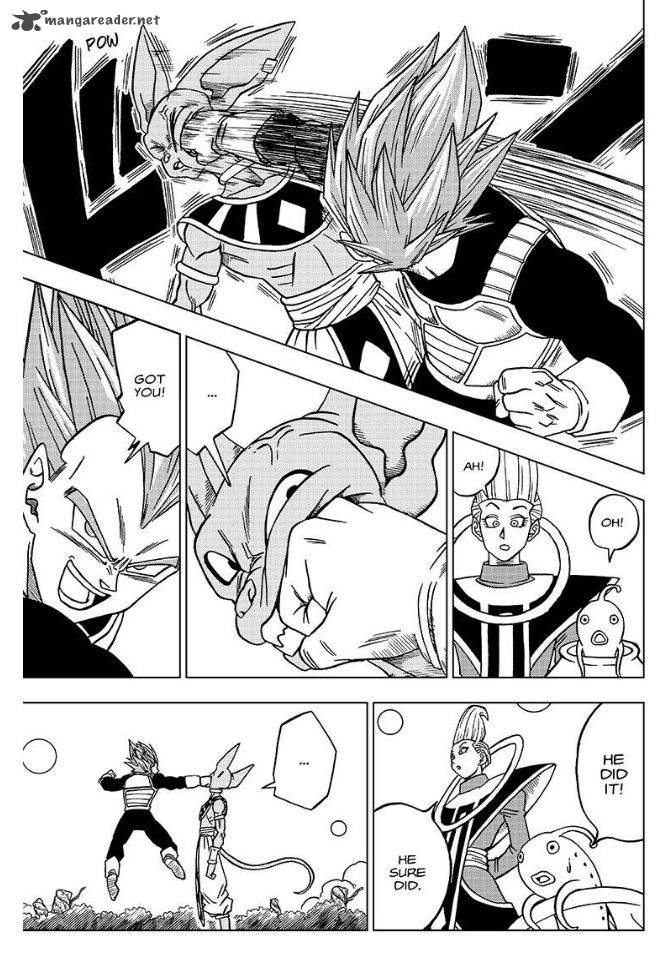 mangareader.net
POW
GOT
YOU!
...
AH!
OH!
...
HE
DID
IT!
HE
SURE
DID.